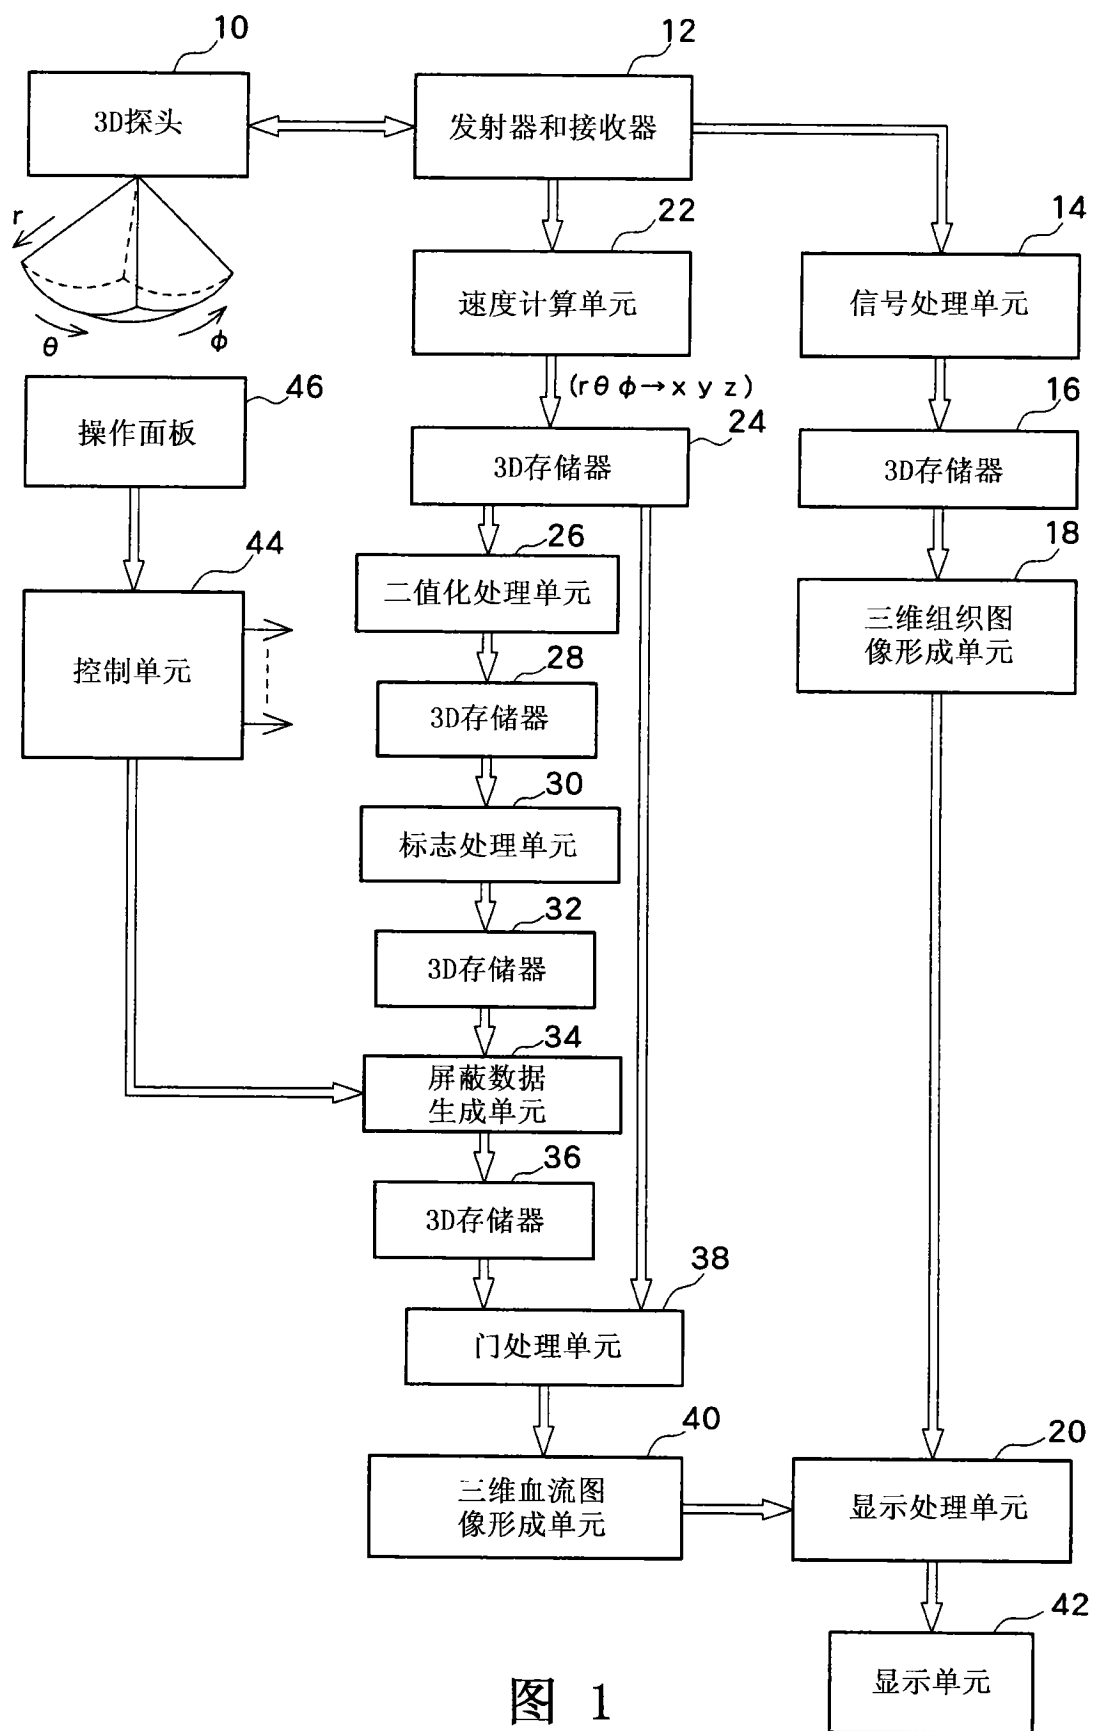 10
3D探头
12
发射器和接收器
r
θ
φ
22
速度计算单元
14
信号处理单元
(rθφ→xyz)
46
操作面板
24
3D存储器
16
3D存储器
26
二值化处理单元
44
控制单元
18
三维组织图
像形成单元
28
3D存储器
30
标志处理单元
32
3D存储器
34
屏蔽数据
生成单元
36
3D存储器
38
门处理单元
40
三维血流图
像形成单元
20
显示处理单元
42
显示单元
图 1